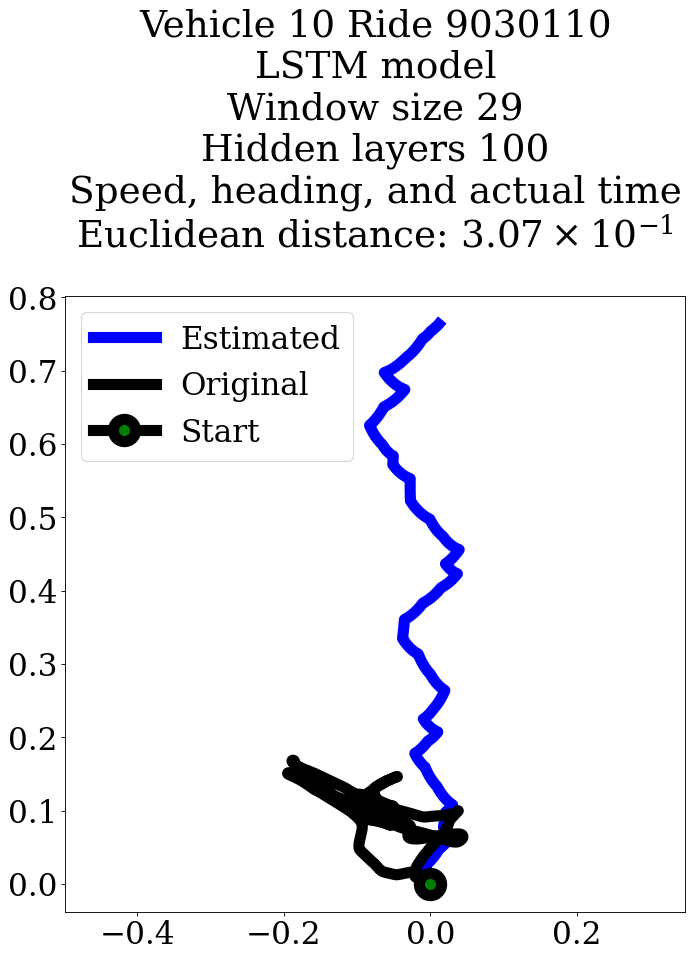 Vehicle 10 Ride 9030110
LSTM model
Window size 29
Hidden layers 100
Speed, heading, and actual time
Euclidean distance: 3.07 × 10⁻¹
0.8
0.7
0.6
0.5
0.4
0.3
0.2
0.1
0.0
Estimated
Original
Start
−0.4
−0.2
0.0
0.2